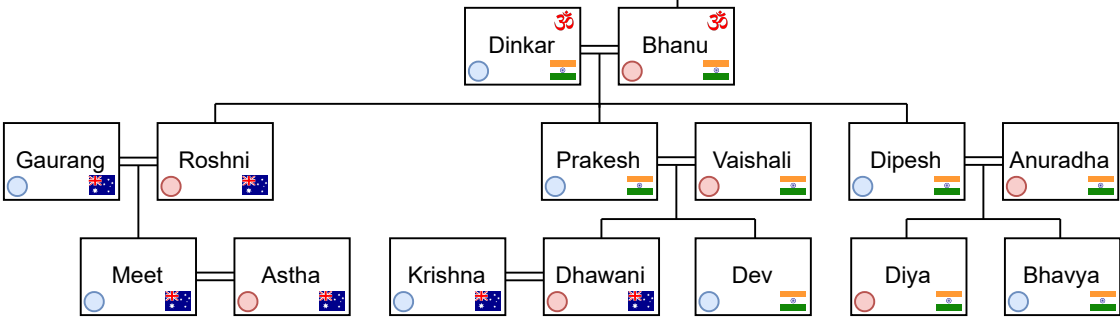 ॐ
ॐ
Dinkar
Bhanu
Gaurang
Roshni
Prakesh
Vaishali
Dipesh
Anuradha
Meet
Astha
Krishna
Dhawani
Dev
Diya
Bhavya